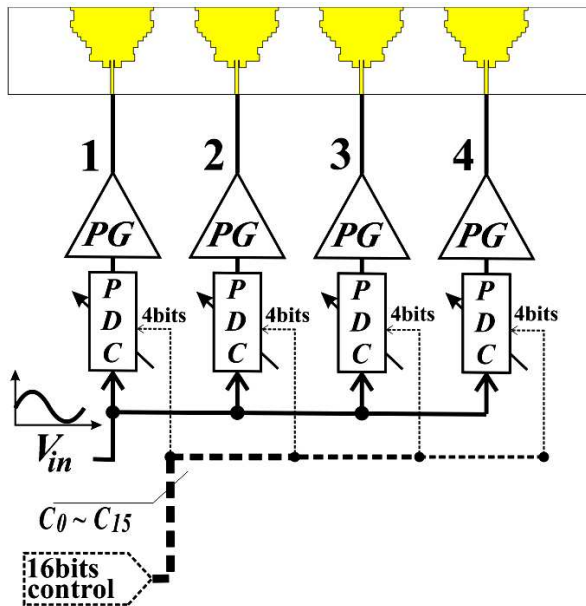 1 2 3 4
PG PG PG PG
P P P P
D D D D
4bits 4bits 4bits 4bits
C C C C
Vin
C0 ~ C15
16bits
control